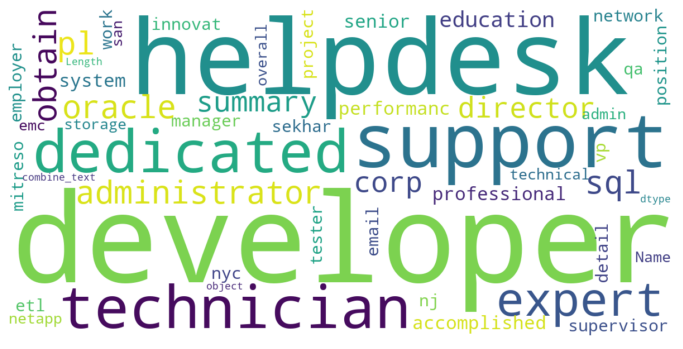 innovat
senior
education
network
work
san
pl
obtain
helpdesk
overall
project
position
employer
Length
system
qa
oracle
summary
performanc
director
admin
emc
storage
manager
sekhar
dedicated
support
vp
mitreso
combine_text
technical
administrator
corp
professional
sql
dtype
developer
tester
email
detail
Name
nyc
object
technician
expert
etl
nj
netapp
accomplished
supervisor